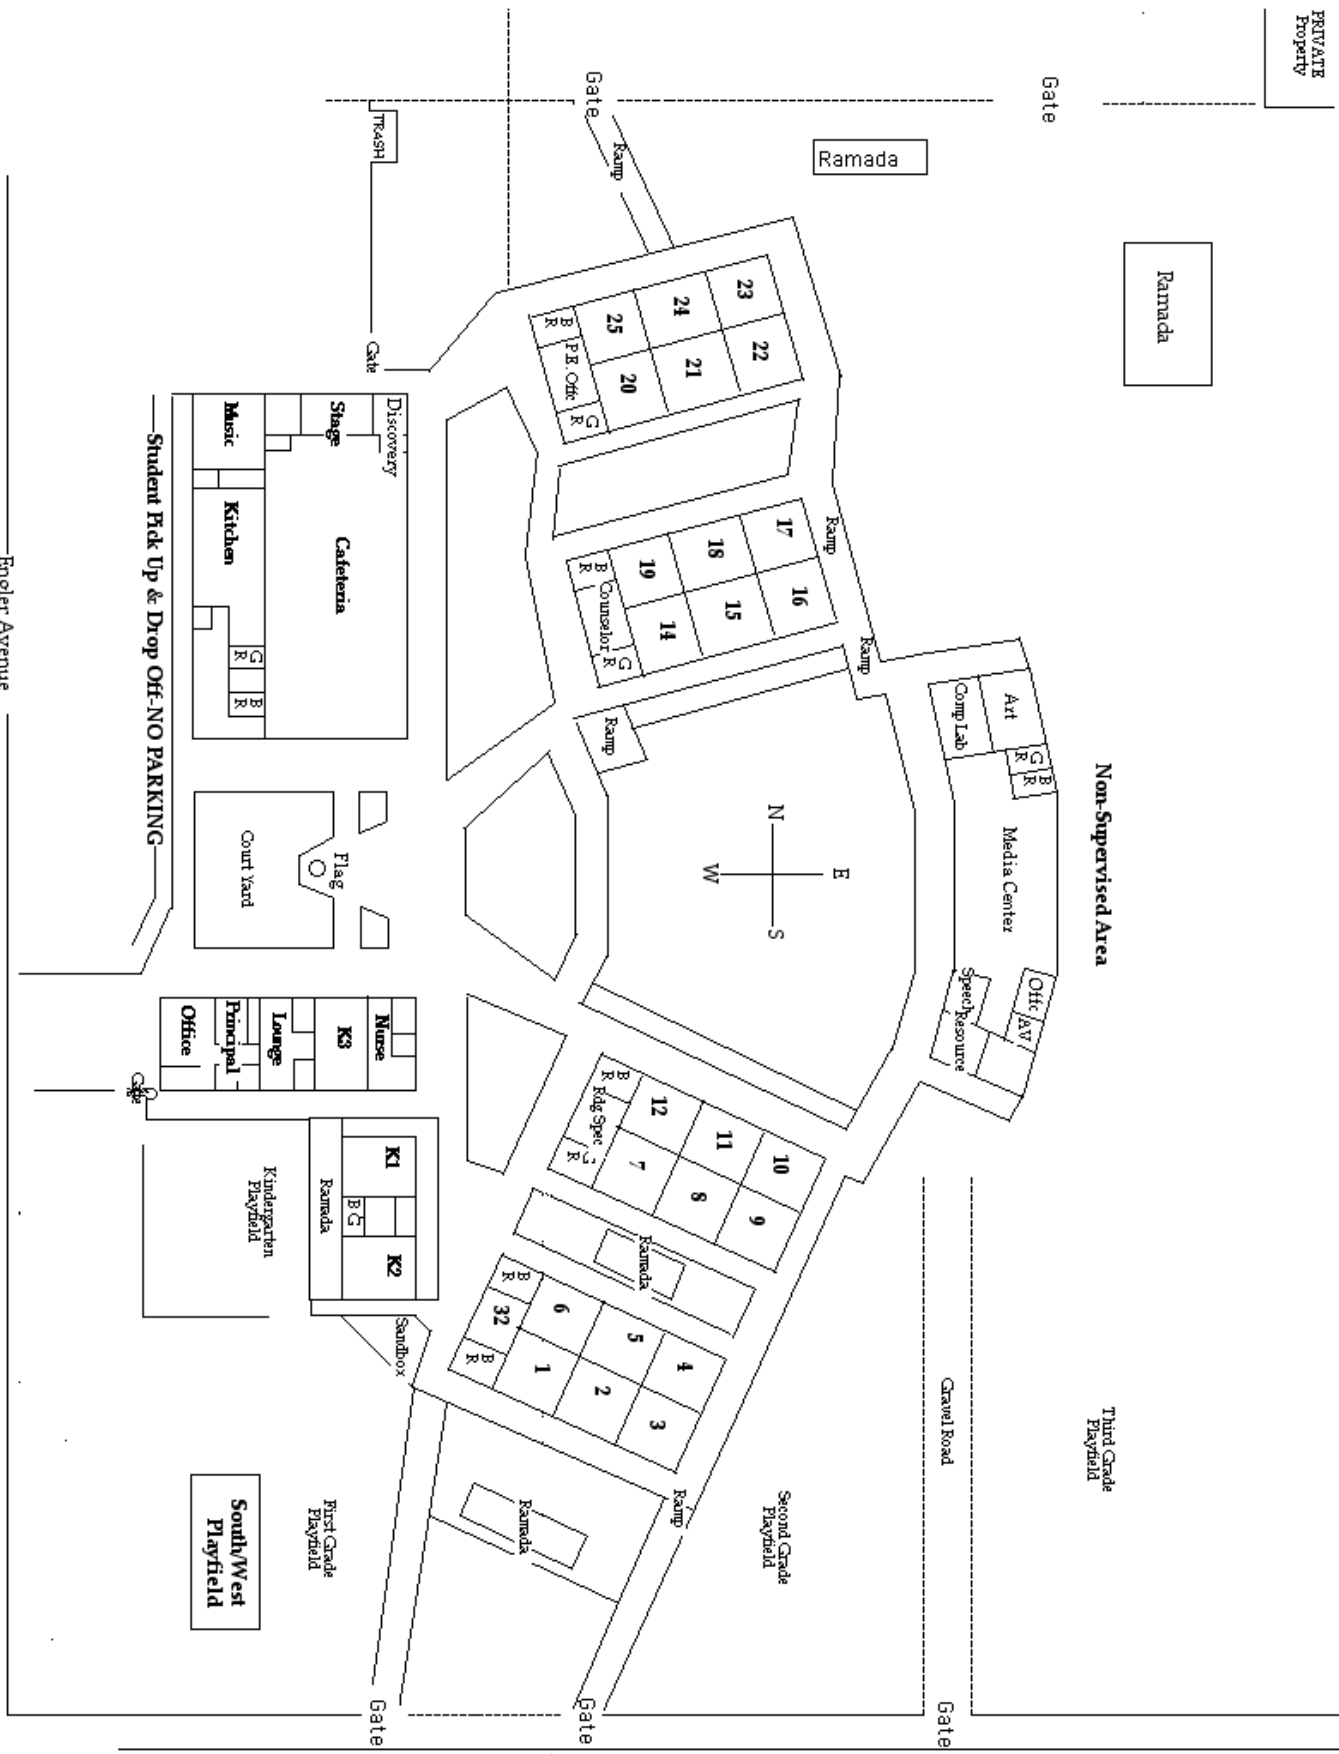 PRIVATE
Property
Gate
Gate
Gate
Ramp
TRASH
Ramada
Ramada
Gate
23
24
25
22
21
20
B
R
P.E. Offc
G
R
Discovery
Stage
Music
Kitchen
Cafeteria
G
R
B
R
Student Pick Up & Drop Off-NO PARKING
Engler Avenue
17
18
19
16
15
14
B
R
Counselor
G
R
Ramp
Ramp
Ramp
Art
Comp Lab
G
R
B
R
Media Center
Non-Supervised Area
N
E
W
S
Flag
Court Yard
Speech
Resource
Offc
AV
Nurse
K3
Lounge
Principal
Office
Gate
B
R
Rdg Spec
G
R
12
11
10
7
8
9
K1
B G
K2
Ramada
Kindergarten
Playfield
Sandbox
Ramada
B
R
32
B
R
6
5
4
1
2
3
Gravel Road
Third Grade
Playfield
Second Grade
Playfield
Ramp
Ramada
First Grade
Playfield
South/West
Playfield
Gate
Gate
Gate